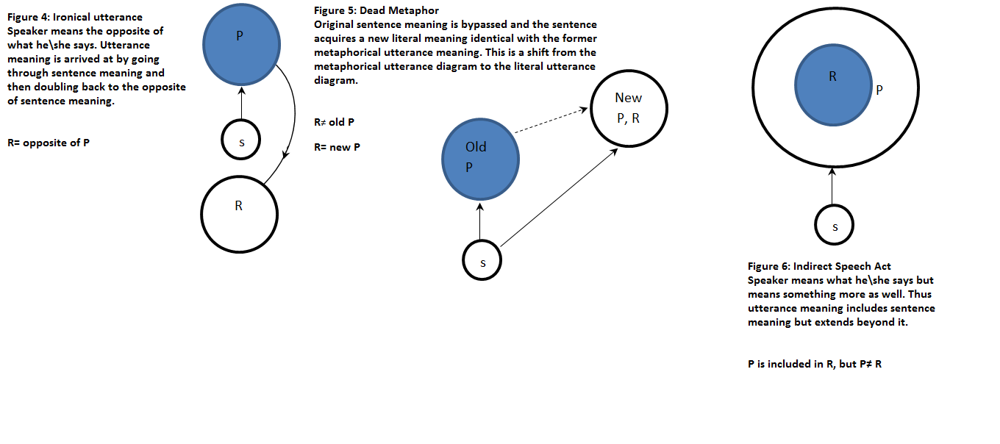 Figure 4: Ironical utterance
Speaker means the opposite of
what he\she says. Utterance
meaning is arrived at by going
through sentence meaning and
then doubling back to the opposite
of sentence meaning.
R= opposite of P
P
s
R
Figure 5: Dead Metaphor
Original sentence meaning is bypassed and the sentence
acquires a new literal meaning identical with the former
metaphorical utterance meaning. This is a shift from the
metaphorical utterance diagram to the literal utterance
diagram.
R≠ old P
R= new P
Old
P
New
P, R
s
R
P
s
Figure 6: Indirect Speech Act
Speaker means what he\she says but
means something more as well. Thus
utterance meaning includes sentence
meaning but extends beyond it.
P is included in R, but P≠ R